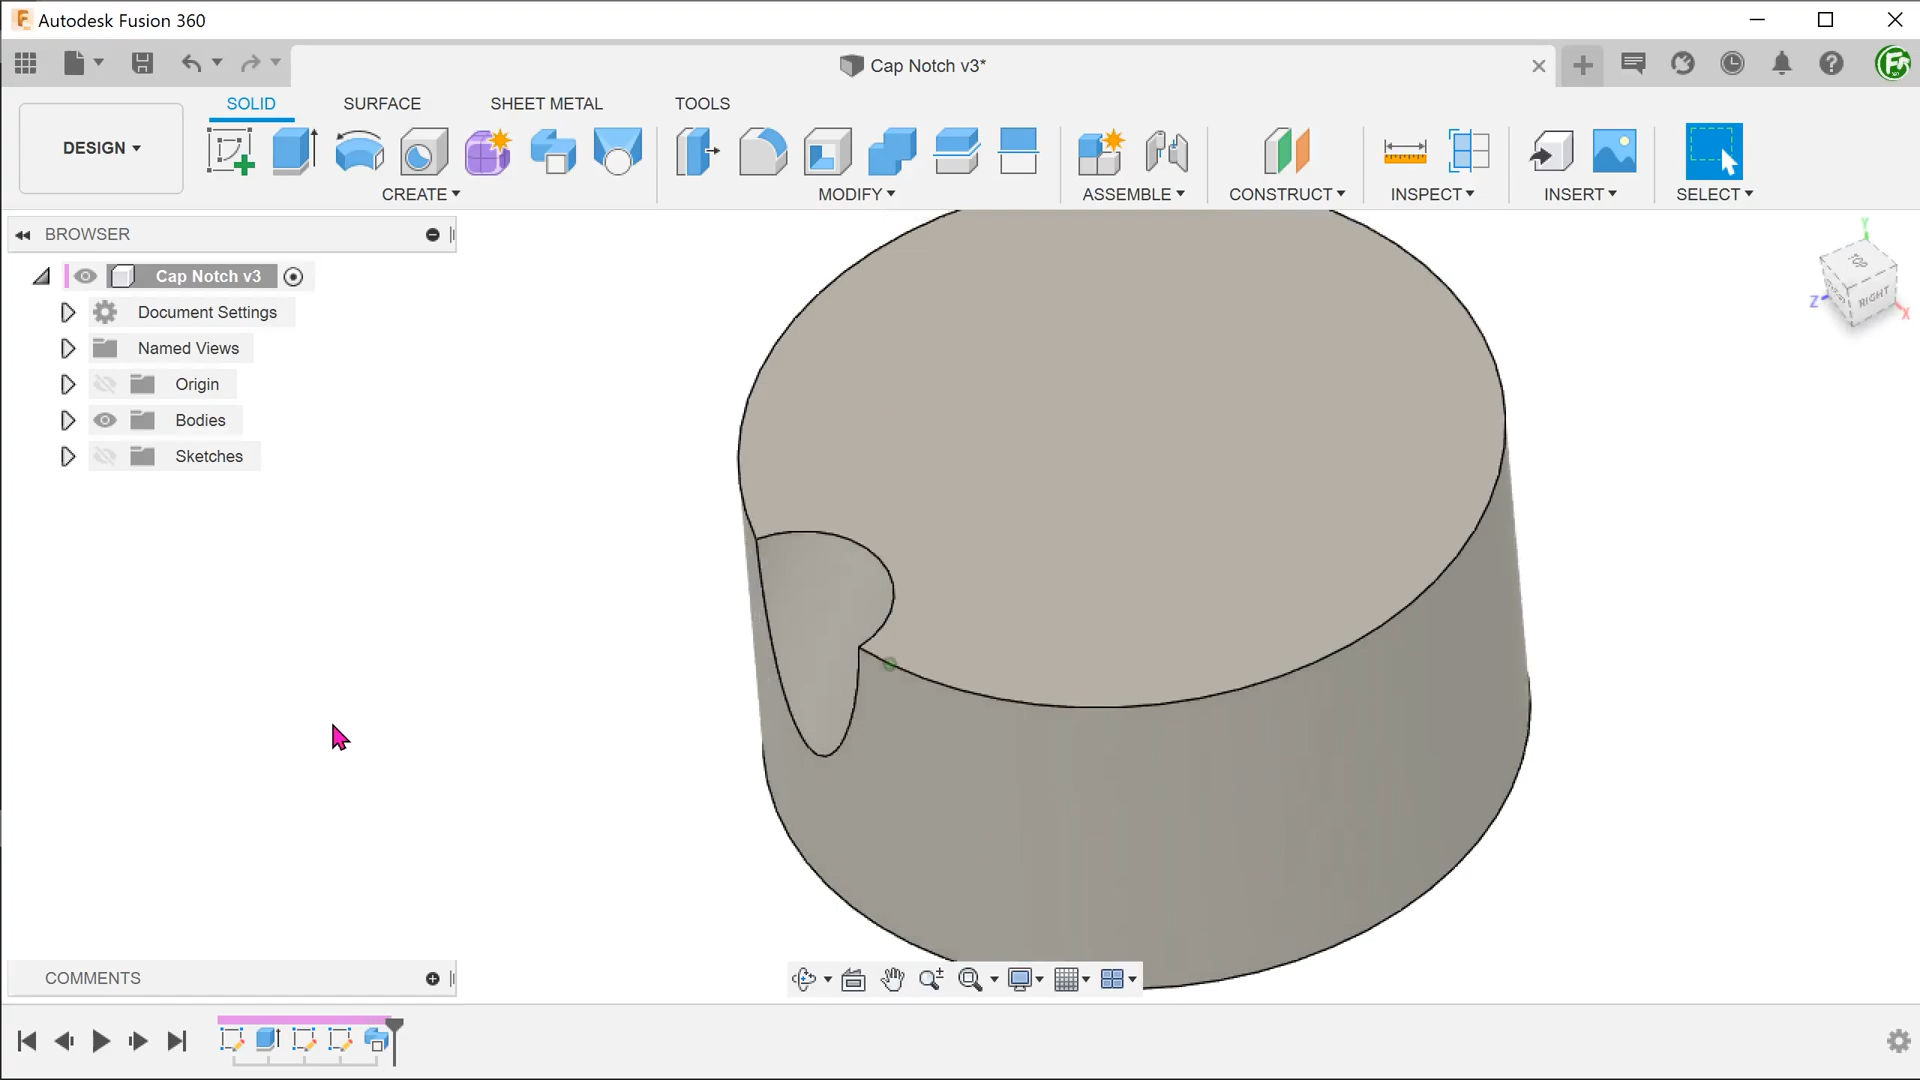 Autodesk Fusion 360
Cap Notch v3*
SOLID
SURFACE
SHEET METAL
TOOLS
DESIGN
CREATE
MODIFY
ASSEMBLE
CONSTRUCT
INSPECT
INSERT
SELECT
BROWSER
Cap Notch v3
Document Settings
Named Views
Origin
Bodies
Sketches
Y
TOP
RIGHT
Z
X
COMMENTS